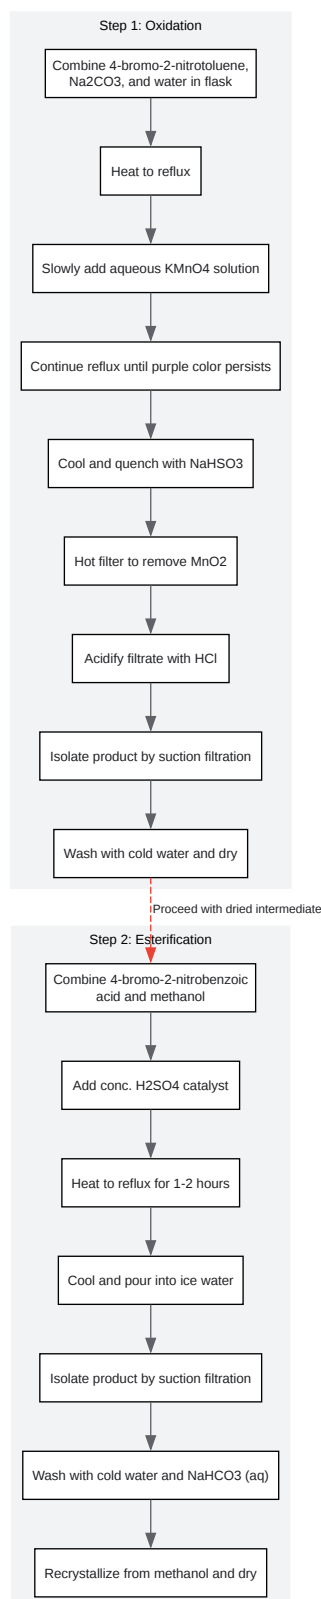 Step 1: Oxidation
Combine 4-bromo-2-nitrotoluene,
Na2CO3, and water in flask
Heat to reflux
Slowly add aqueous KMnO4 solution
Continue reflux until purple color persists
Cool and quench with NaHSO3
Hot filter to remove MnO2
Acidify filtrate with HCl
Isolate product by suction filtration
Wash with cold water and dry
Proceed with dried intermediate
Step 2: Esterification
Combine 4-bromo-2-nitrobenzoic
acid and methanol
Add conc. H2SO4 catalyst
Heat to reflux for 1-2 hours
Cool and pour into ice water
Isolate product by suction filtration
Wash with cold water and NaHCO3 (aq)
Recrystallize from methanol and dry